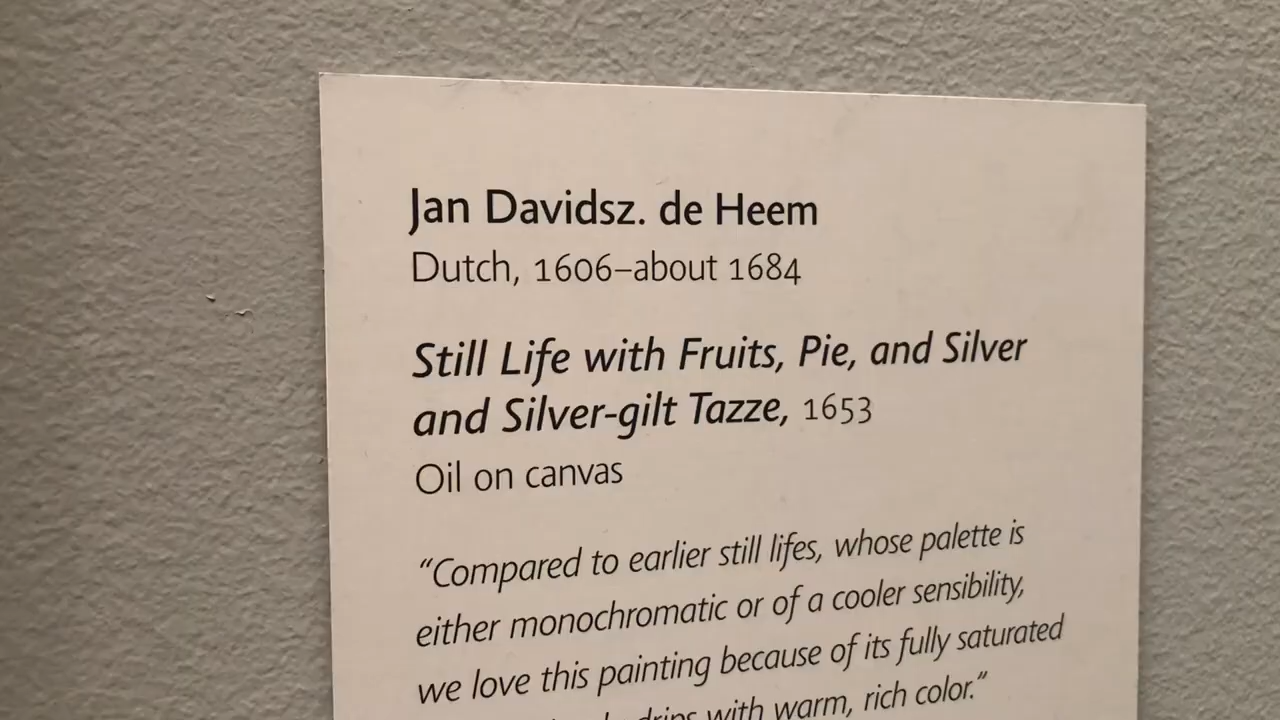 Jan Davidsz. de Heem
Dutch, 1606–about 1684
Still Life with Fruits, Pie, and Silver
and Silver-gilt Tazze, 1653
Oil on canvas
“Compared to earlier still lifes, whose palette is
either monochromatic or of a cooler sensibility,
we love this painting because of its fully saturated
drips with warm, rich color.”